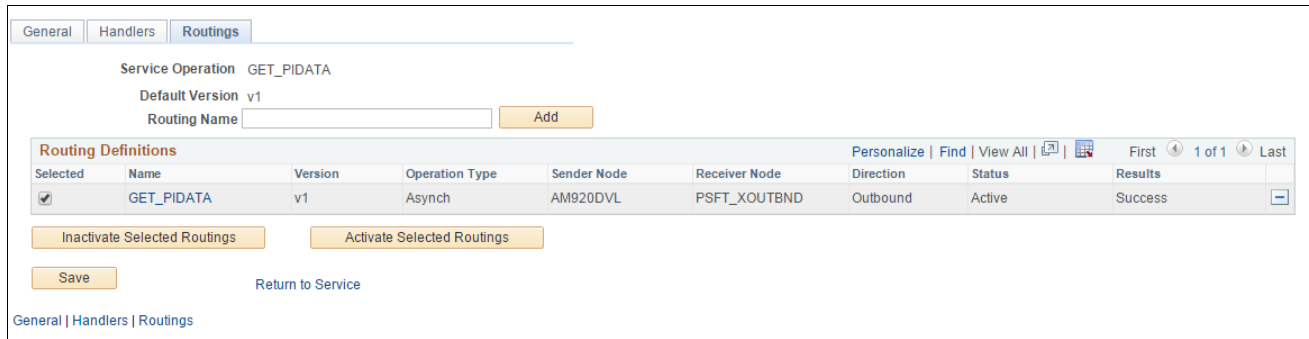 General Handlers Routings
Service Operation GET_PIDATA
Default Version v1
Routing Name Add
Routing Definitions Personalize | Find | View All | | First 1 of 1 Last
Selected Name Version Operation Type Sender Node Receiver Node Direction Status Results
GET_PIDATA v1 Asynch AM920DVL PSFT_XOUTBND Outbound Active Success
Inactivate Selected Routings Activate Selected Routings
Save Return to Service
General | Handlers | Routings